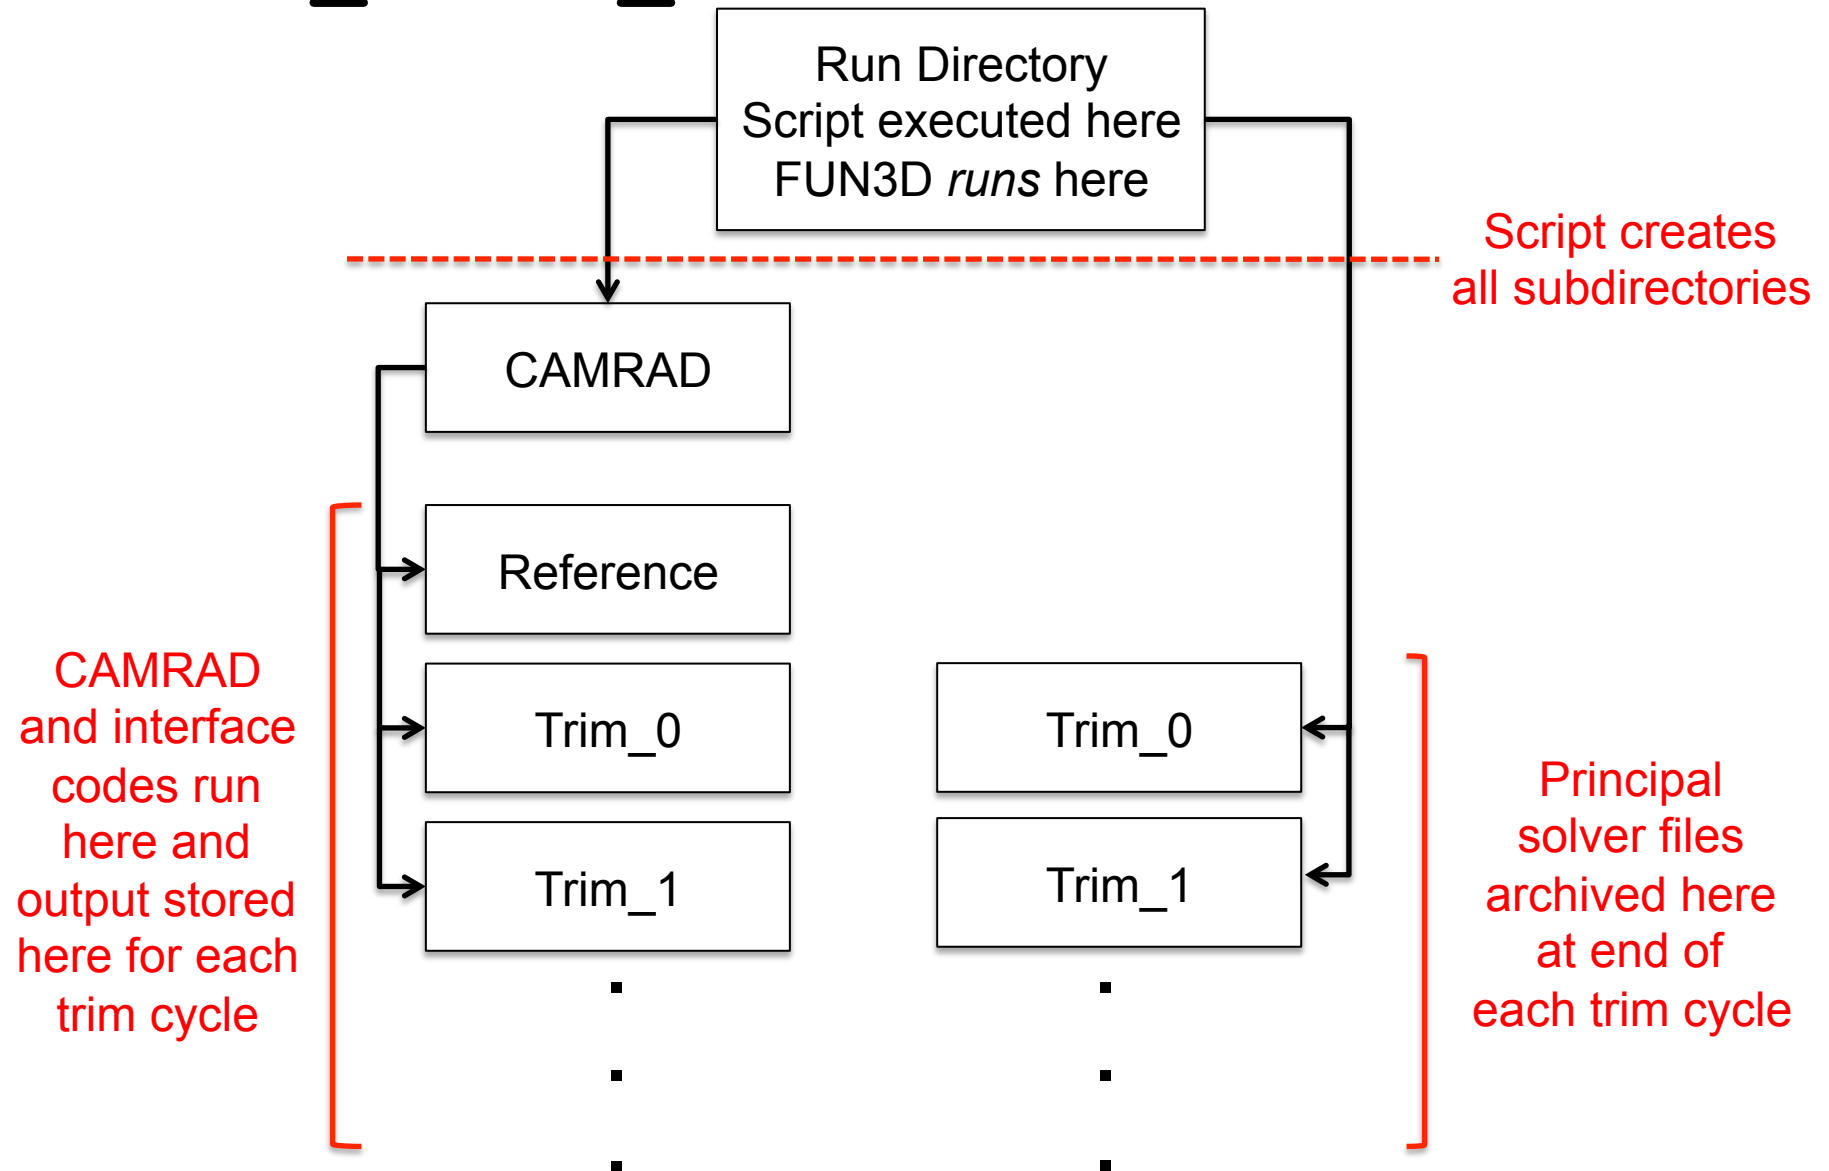 Run Directory
Script executed here
FUN3D runs here
Script creates
all subdirectories
CAMRAD
Reference
Trim_0
Trim_1
Trim_0
Trim_1
CAMRAD
and interface
codes run
here and
output stored
here for each
trim cycle
Principal
solver files
archived here
at end of
each trim cycle